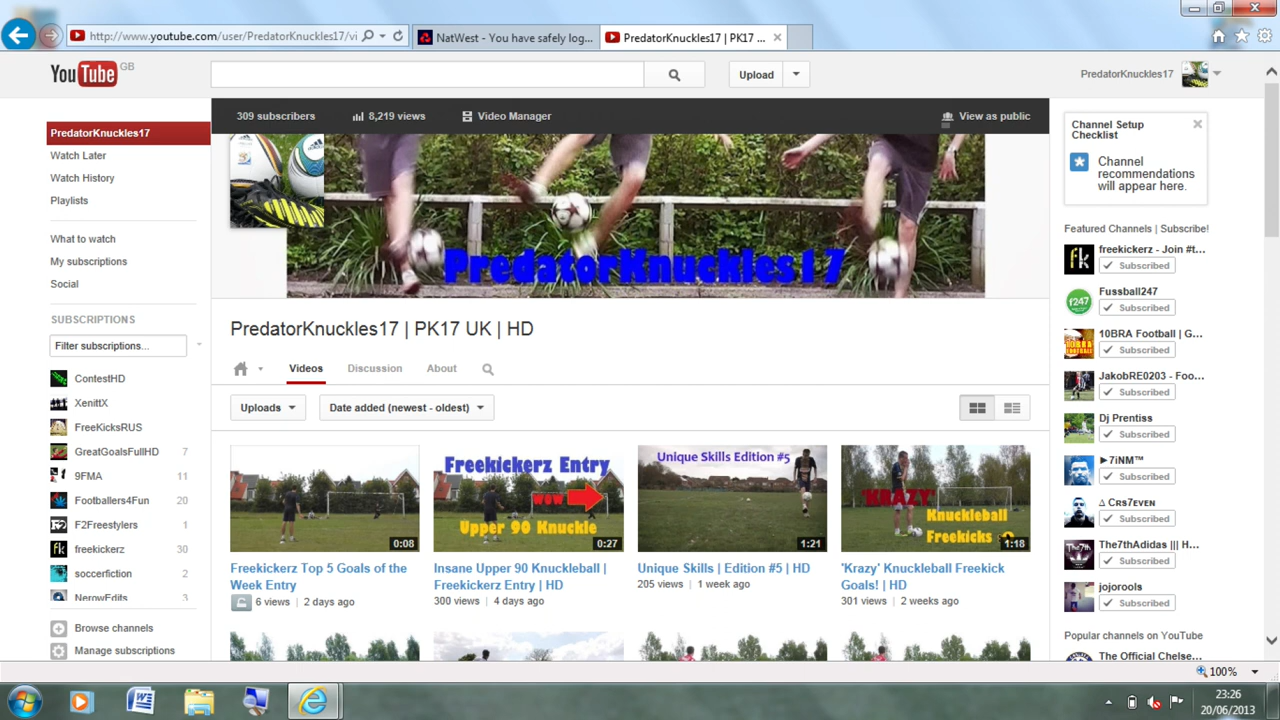 http://www.youtube.com/user/PredatorKnuckles17/vi
NatWest - You have safely log...
PredatorKnuckles17 | PK17 ...
YouTube GB
Upload
PredatorKnuckles17
PredatorKnuckles17
Watch Later
Watch History
Playlists
What to watch
My subscriptions
Social
SUBSCRIPTIONS
Filter subscriptions...
ContestHD
XenittX
FreeKicksRUS
GreatGoalsFullHD 7
9FMA 11
Footballers4Fun 20
F2Freestylers 1
freekickerz 30
soccerfiction 2
NerowEdits 3
Browse channels
Manage subscriptions
309 subscribers
8,219 views
Video Manager
View as public
PredatorKnuckles17
PredatorKnuckles17 | PK17 UK | HD
Videos
Discussion
About
Uploads
Date added (newest - oldest)
0:08
Freekickerz Top 5 Goals of the
Week Entry
6 views | 2 days ago
Freekickerz Entry
WOW
Upper 90 Knuckle
0:27
Insane Upper 90 Knuckleball |
Freekickerz Entry | HD
300 views | 4 days ago
Unique Skills Edition #5
1:21
Unique Skills | Edition #5 | HD
205 views | 1 week ago
'KRAZY'
Knuckleball
Freekicks
1:18
'Krazy' Knuckleball Freekick
Goals! | HD
301 views | 2 weeks ago
Channel Setup
Checklist
Channel
recommendations
will appear here.
Featured Channels | Subscribe!
fk
freekickerz - Join #t...
Subscribed
f247
Fussball247
Subscribed
10BRA Football | G...
Subscribed
JakobRE0203 - Foo...
Subscribed
Dj Prentiss
Subscribed
►7iNM™
Subscribed
Δ Cʀs7ᴇᴠᴇɴ
Subscribed
The7thAdidas ||| H...
Subscribed
jojorools
Subscribed
Popular channels on YouTube
The Official Chelse...
100%
23:26
20/06/2013